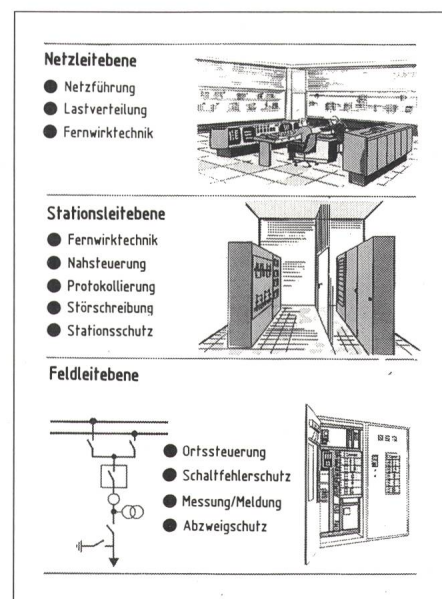 Netzleitebene
Netzführung
Lastverteilung
Fernwirktechnik
Stationsleitebene
Fernwirktechnik
Nahsteuerung
Protokollierung
Störschreibung
Stationsschutz
Feldleitebene
Ortssteuerung
Schaltfehlerschutz
Messung/Meldung
Abzweigschutz